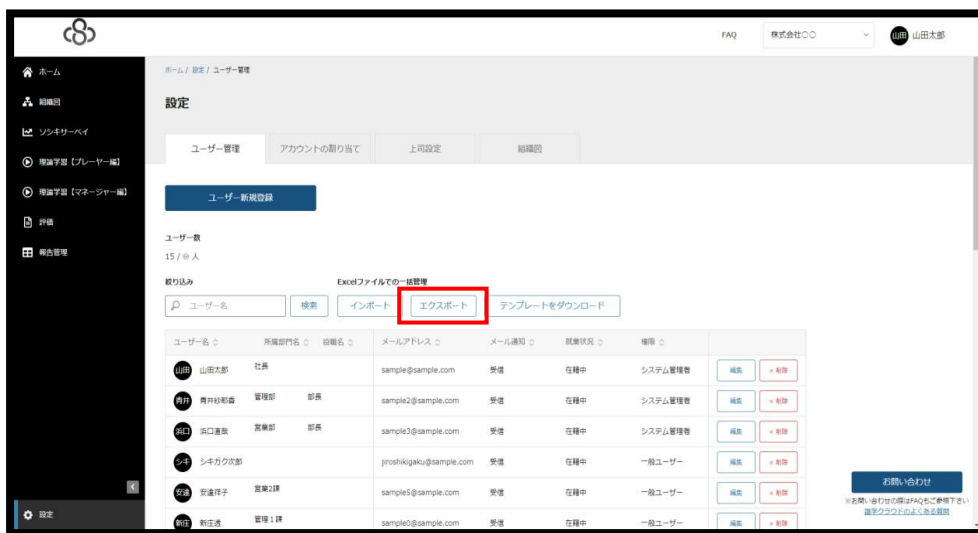 FAQ
株式会社○○
山田
山田太郎
ホーム
組織図
ソシキサーベイ
理論学習【プレーヤー編】
理論学習【マネージャー編】
評価
報告管理
設定
ホーム / 設定 / ユーザー管理
設定
ユーザー管理 アカウントの割り当て 上司設定 組織図
ユーザー新規登録
ユーザー数
15 / ∞ 人
絞り込み Excelファイルでの一括管理
ユーザー名 検索 インポート エクスポート テンプレートをダウンロード
ユーザー名 所属部門名 役職名 メールアドレス メール通知 就業状況 権限
山田 山田太郎 社長 sample@sample.com 受信 在籍中 システム管理者 編集 × 削除
青井 青井紗耶香 管理部 部長 sample2@sample.com 受信 在籍中 システム管理者 編集 × 削除
浜口 浜口直哉 営業部 部長 sample3@sample.com 受信 在籍中 システム管理者 編集 × 削除
シキ シキガク次郎 jiroshikigaku@sample.com 受信 在籍中 一般ユーザー 編集 × 削除
安達 安達祥子 営業2課 sample5@sample.com 受信 在籍中 一般ユーザー 編集 × 削除
新庄 新庄透 管理1課 sample0@sample.com 受信 在籍中 一般ユーザー 編集 × 削除
お問い合わせ
※お問い合わせの際はFAQもご参照下さい
識学クラウドのよくある質問